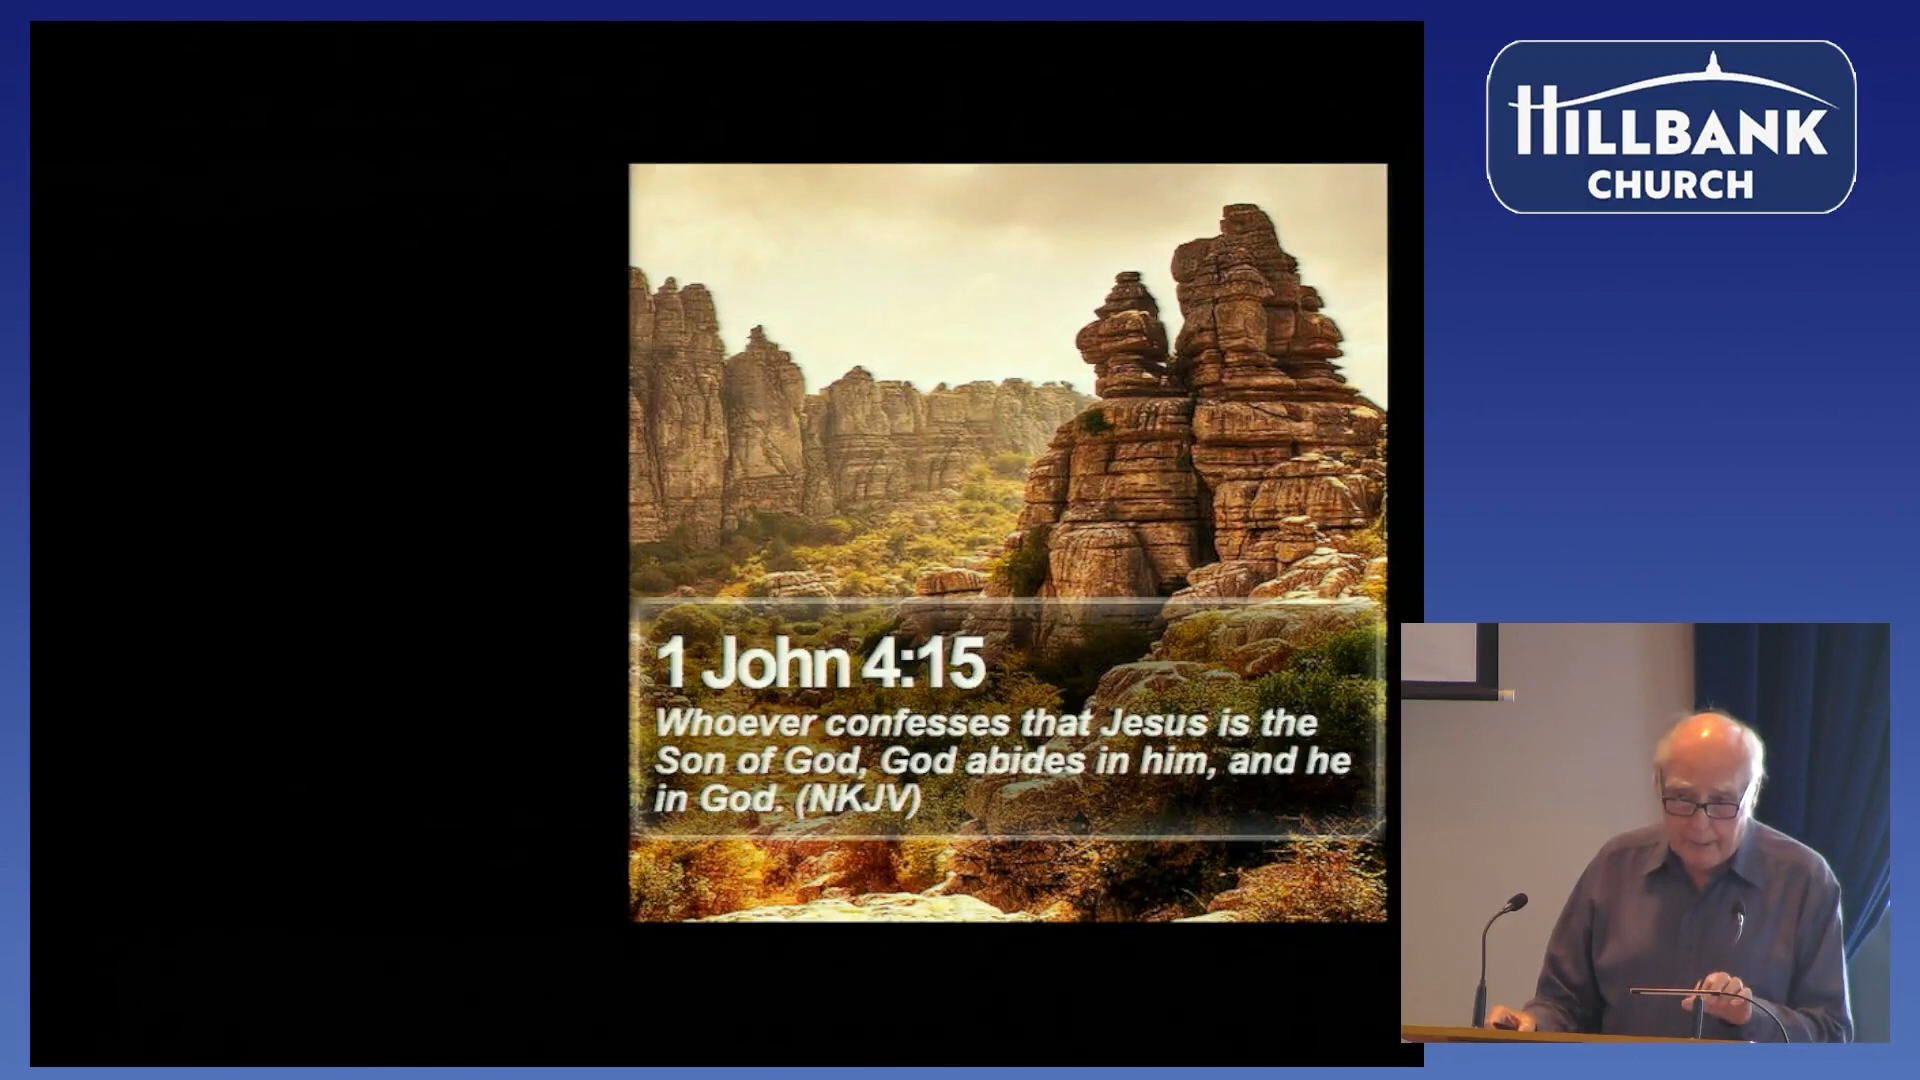 HILLBANK
CHURCH
1 John 4:15
Whoever confesses that Jesus is the
Son of God, God abides in him, and he
in God. (NKJV)